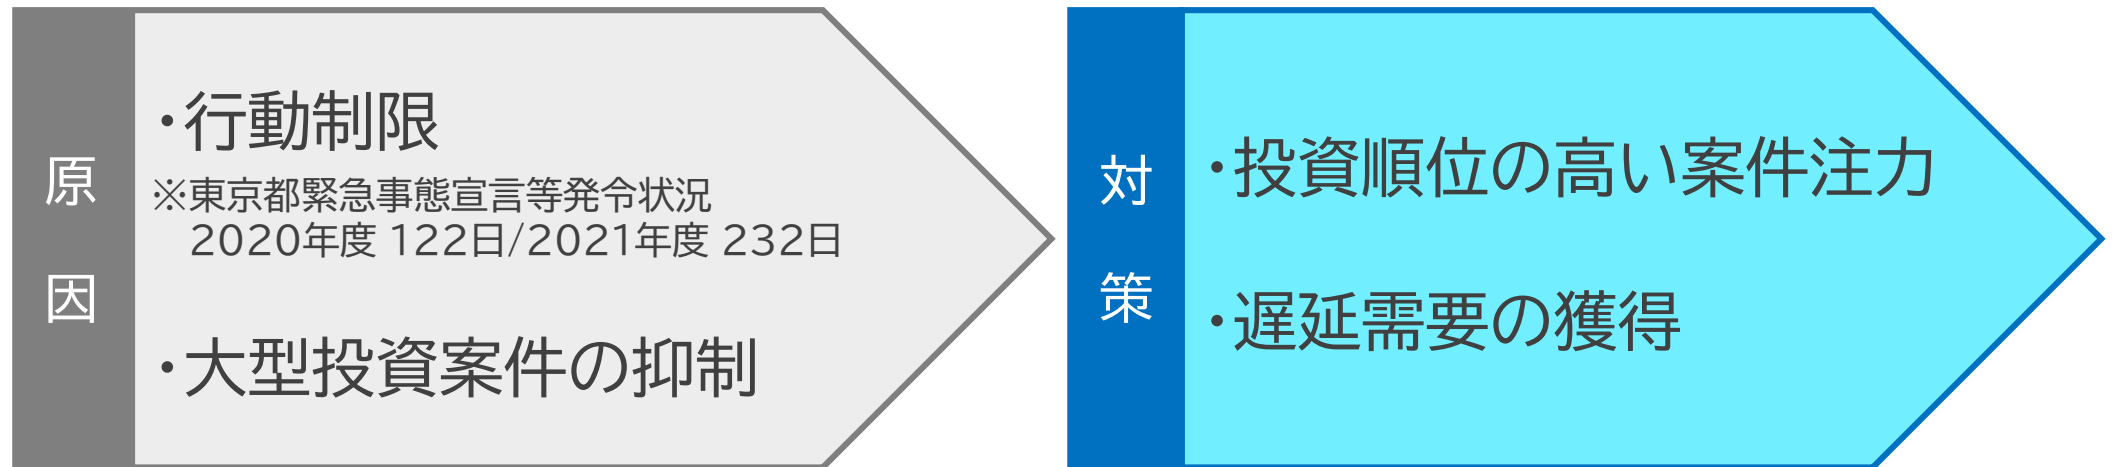 原因
・行動制限
※東京都緊急事態宣言等発令状況
2020年度 122日/2021年度 232日
・大型投資案件の抑制
対策
・投資順位の高い案件注力
・遅延需要の獲得